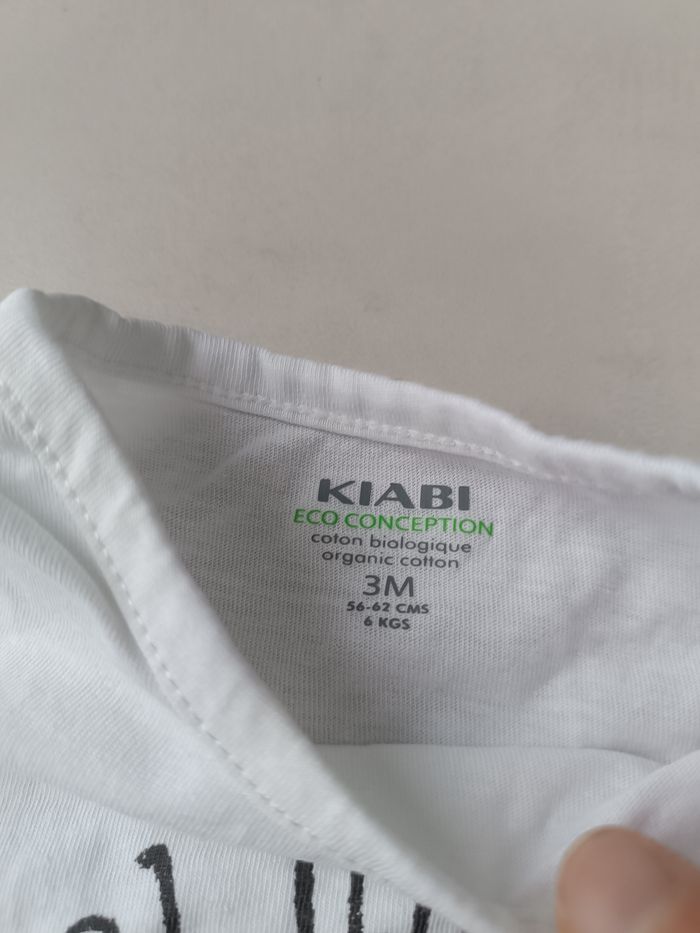 KIABI
ECO CONCEPTION
coton biologique
organic cotton
3M
56-62 CMS
6 KGS